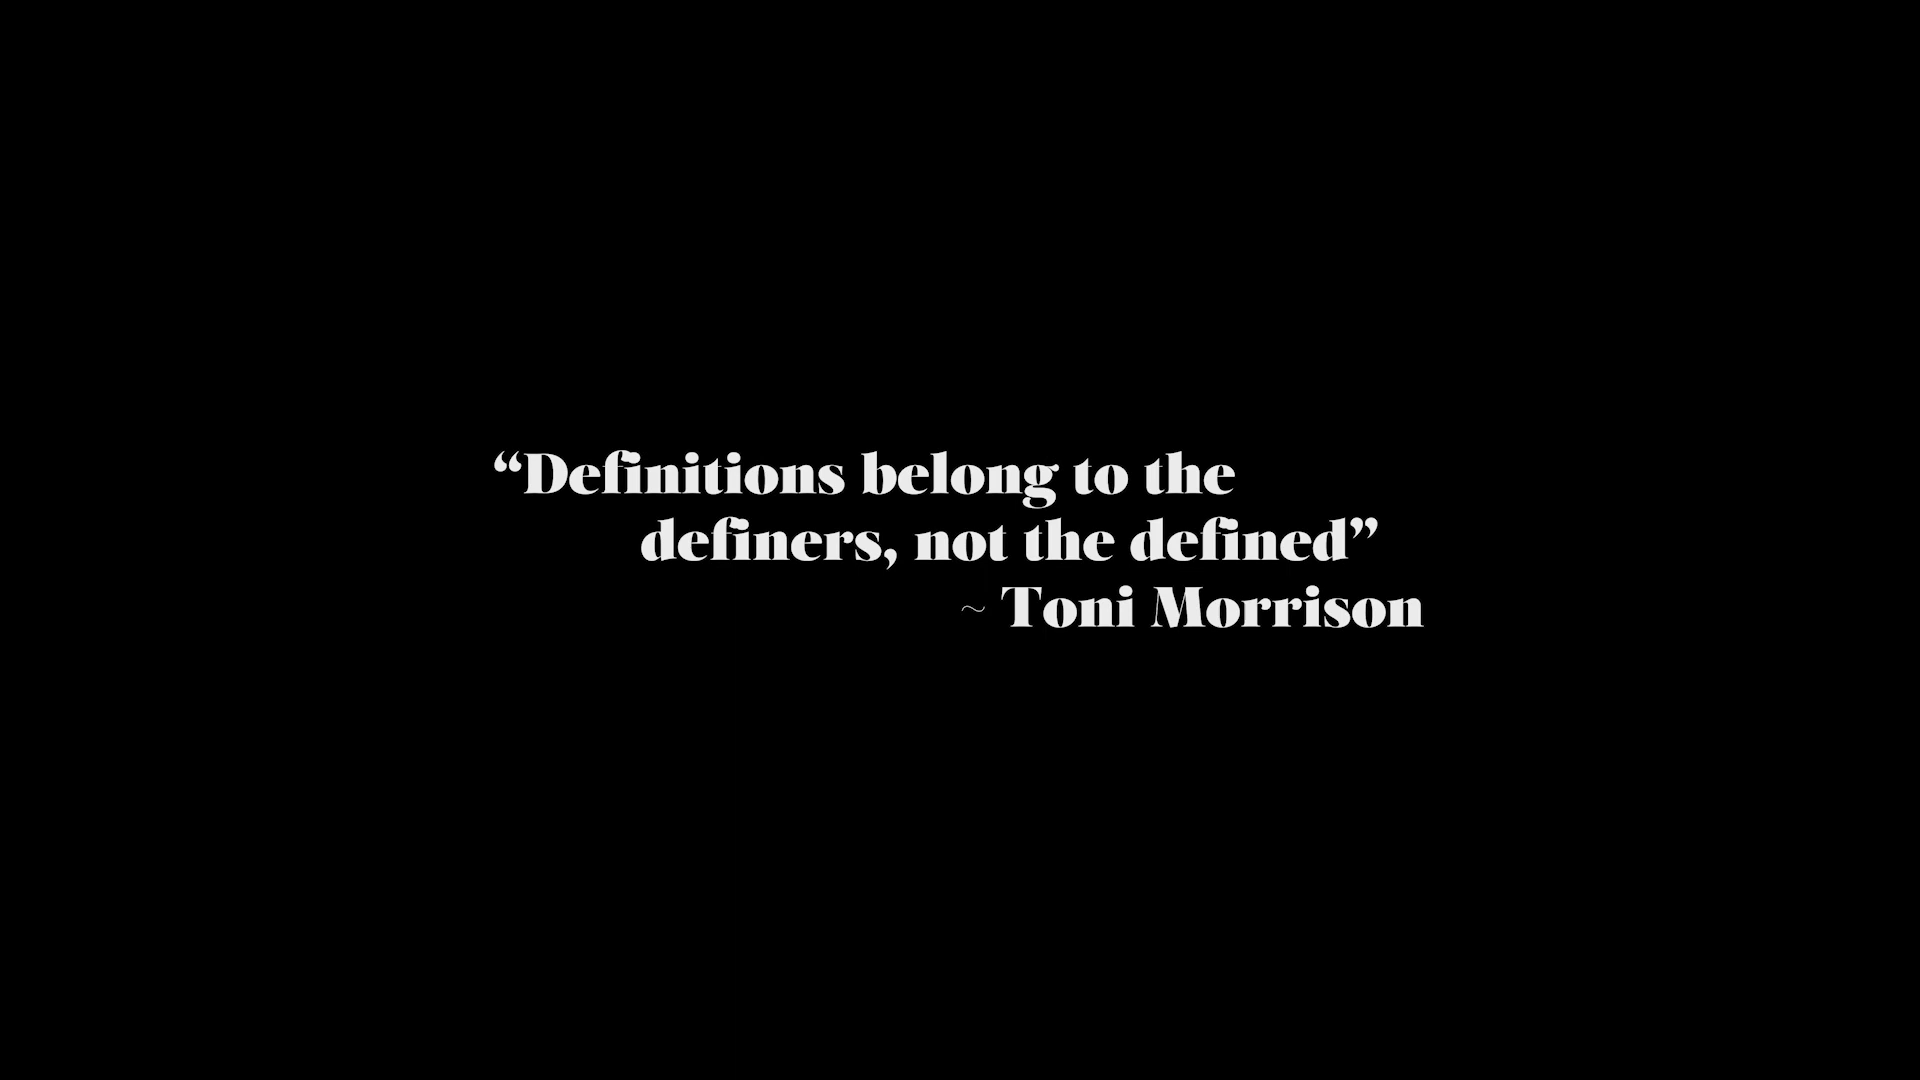 “Definitions belong to the
definers, not the defined”
~ Toni Morrison